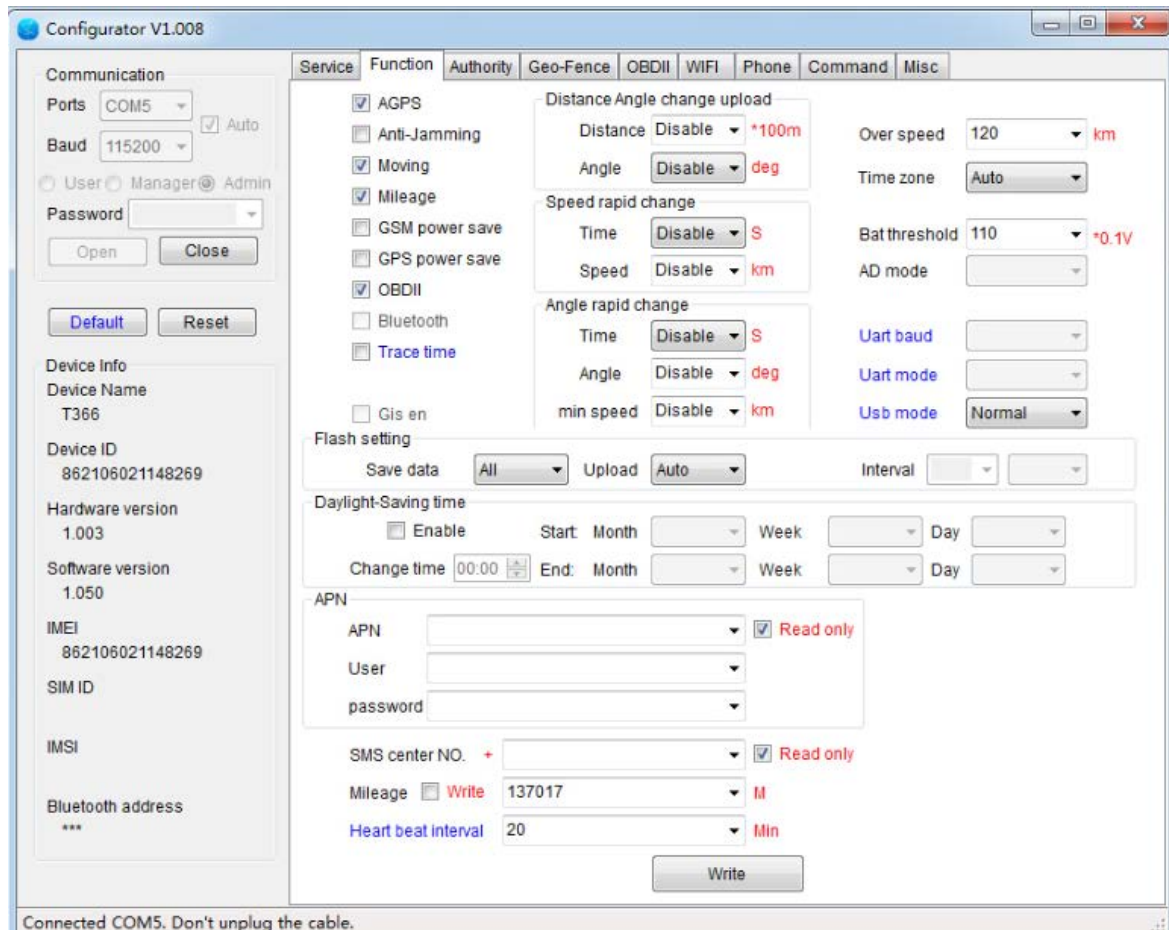 Configurator V1.008
Communication
Ports COM5
Auto
Baud 115200
User Manager Admin
Password
Open Close
Default Reset
Device Info
Device Name
T366
Device ID
862106021148269
Hardware version
1.003
Software version
1.050
IMEI
862106021148269
SIM ID
IMSI
Bluetooth address
***
Service Function Authority Geo-Fence OBDII WIFI Phone Command Misc
AGPS
Anti-Jamming
Moving
Mileage
GSM power save
GPS power save
OBDII
Bluetooth
Trace time
Gis en
Distance Angle change upload
Distance Disable *100m
Angle Disable deg
Speed rapid change
Time Disable S
Speed Disable km
Angle rapid change
Time Disable S
Angle Disable deg
min speed Disable km
Over speed 120 km
Time zone Auto
Bat threshold 110 *0.1V
AD mode
Uart baud
Uart mode
Usb mode Normal
Flash setting
Save data All Upload Auto Interval
Daylight-Saving time
Enable Start: Month Week Day
Change time 00:00 End: Month Week Day
APN
APN Read only
User
password
SMS center NO. + Read only
Mileage Write 137017 M
Heart beat interval 20 Min
Write
Connected COM5. Don't unplug the cable.